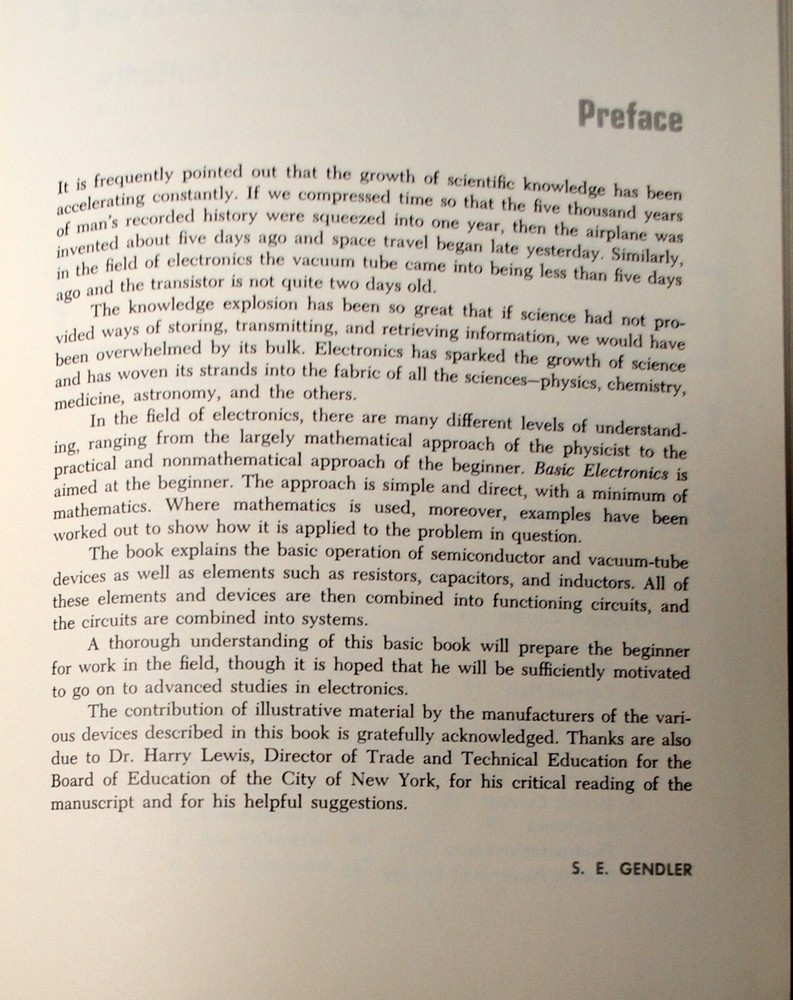 Preface
It is frequently pointed out that the growth of scientific knowledge has been
accelerating constantly. If we compressed time so that the five thousand years
of man's recorded history were squeezed into one year, then the airplane was
invented about five days ago and space travel began late yesterday. Similarly,
in the field of electronics the vacuum tube came into being less than five days
ago and the transistor is not quite two days old.
The knowledge explosion has been so great that if science had not pro-
vided ways of storing, transmitting, and retrieving information, we would have
been overwhelmed by its bulk. Electronics has sparked the growth of science
and has woven its strands into the fabric of all the sciences—physics, chemistry,
medicine, astronomy, and the others.
In the field of electronics, there are many different levels of understand-
ing, ranging from the largely mathematical approach of the physicist to the
practical and nonmathematical approach of the beginner. Basic Electronics is
aimed at the beginner. The approach is simple and direct, with a minimum of
mathematics. Where mathematics is used, moreover, examples have been
worked out to show how it is applied to the problem in question.
The book explains the basic operation of semiconductor and vacuum-tube
devices as well as elements such as resistors, capacitors, and inductors. All of
these elements and devices are then combined into functioning circuits, and
the circuits are combined into systems.
A thorough understanding of this basic book will prepare the beginner
for work in the field, though it is hoped that he will be sufficiently motivated
to go on to advanced studies in electronics.
The contribution of illustrative material by the manufacturers of the vari-
ous devices described in this book is gratefully acknowledged. Thanks are also
due to Dr. Harry Lewis, Director of Trade and Technical Education for the
Board of Education of the City of New York, for his critical reading of the
manuscript and for his helpful suggestions.
S. E. GENDLER